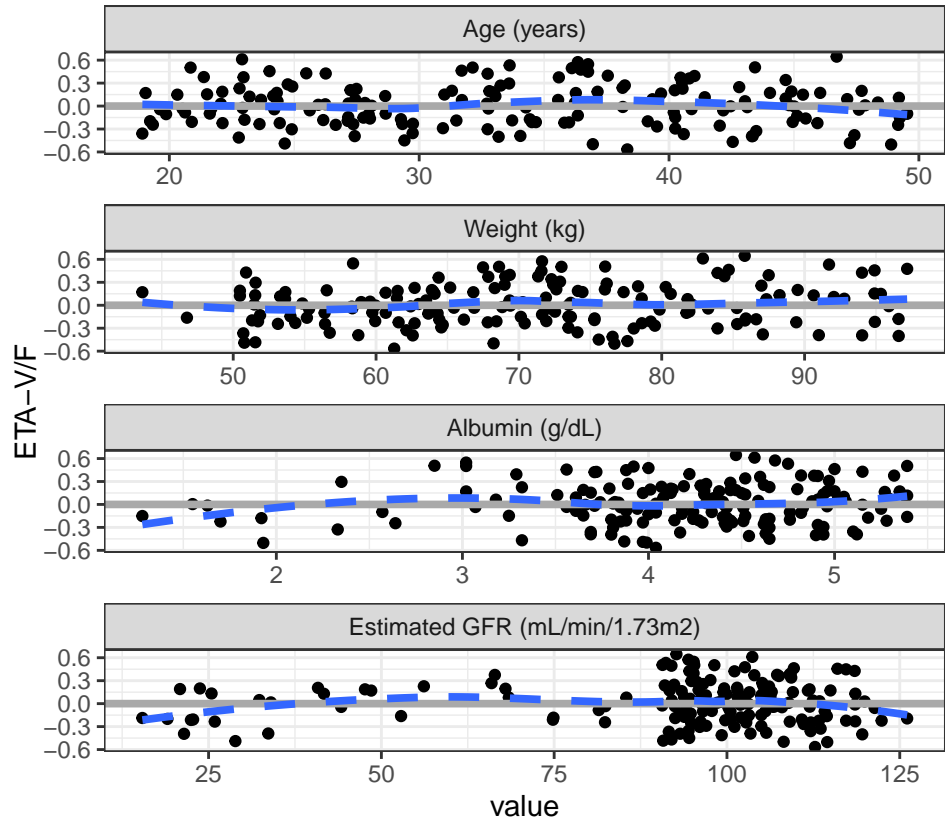 Age (years)
0.6
0.3
0.0
−0.3
−0.6
20 30 40 50
Weight (kg)
0.6
0.3
0.0
−0.3
−0.6
50 60 70 80 90
ETA−V/F
Albumin (g/dL)
0.6
0.3
0.0
−0.3
−0.6
2 3 4 5
Estimated GFR (mL/min/1.73m2)
0.6
0.3
0.0
−0.3
−0.6
25 50 75 100 125
value